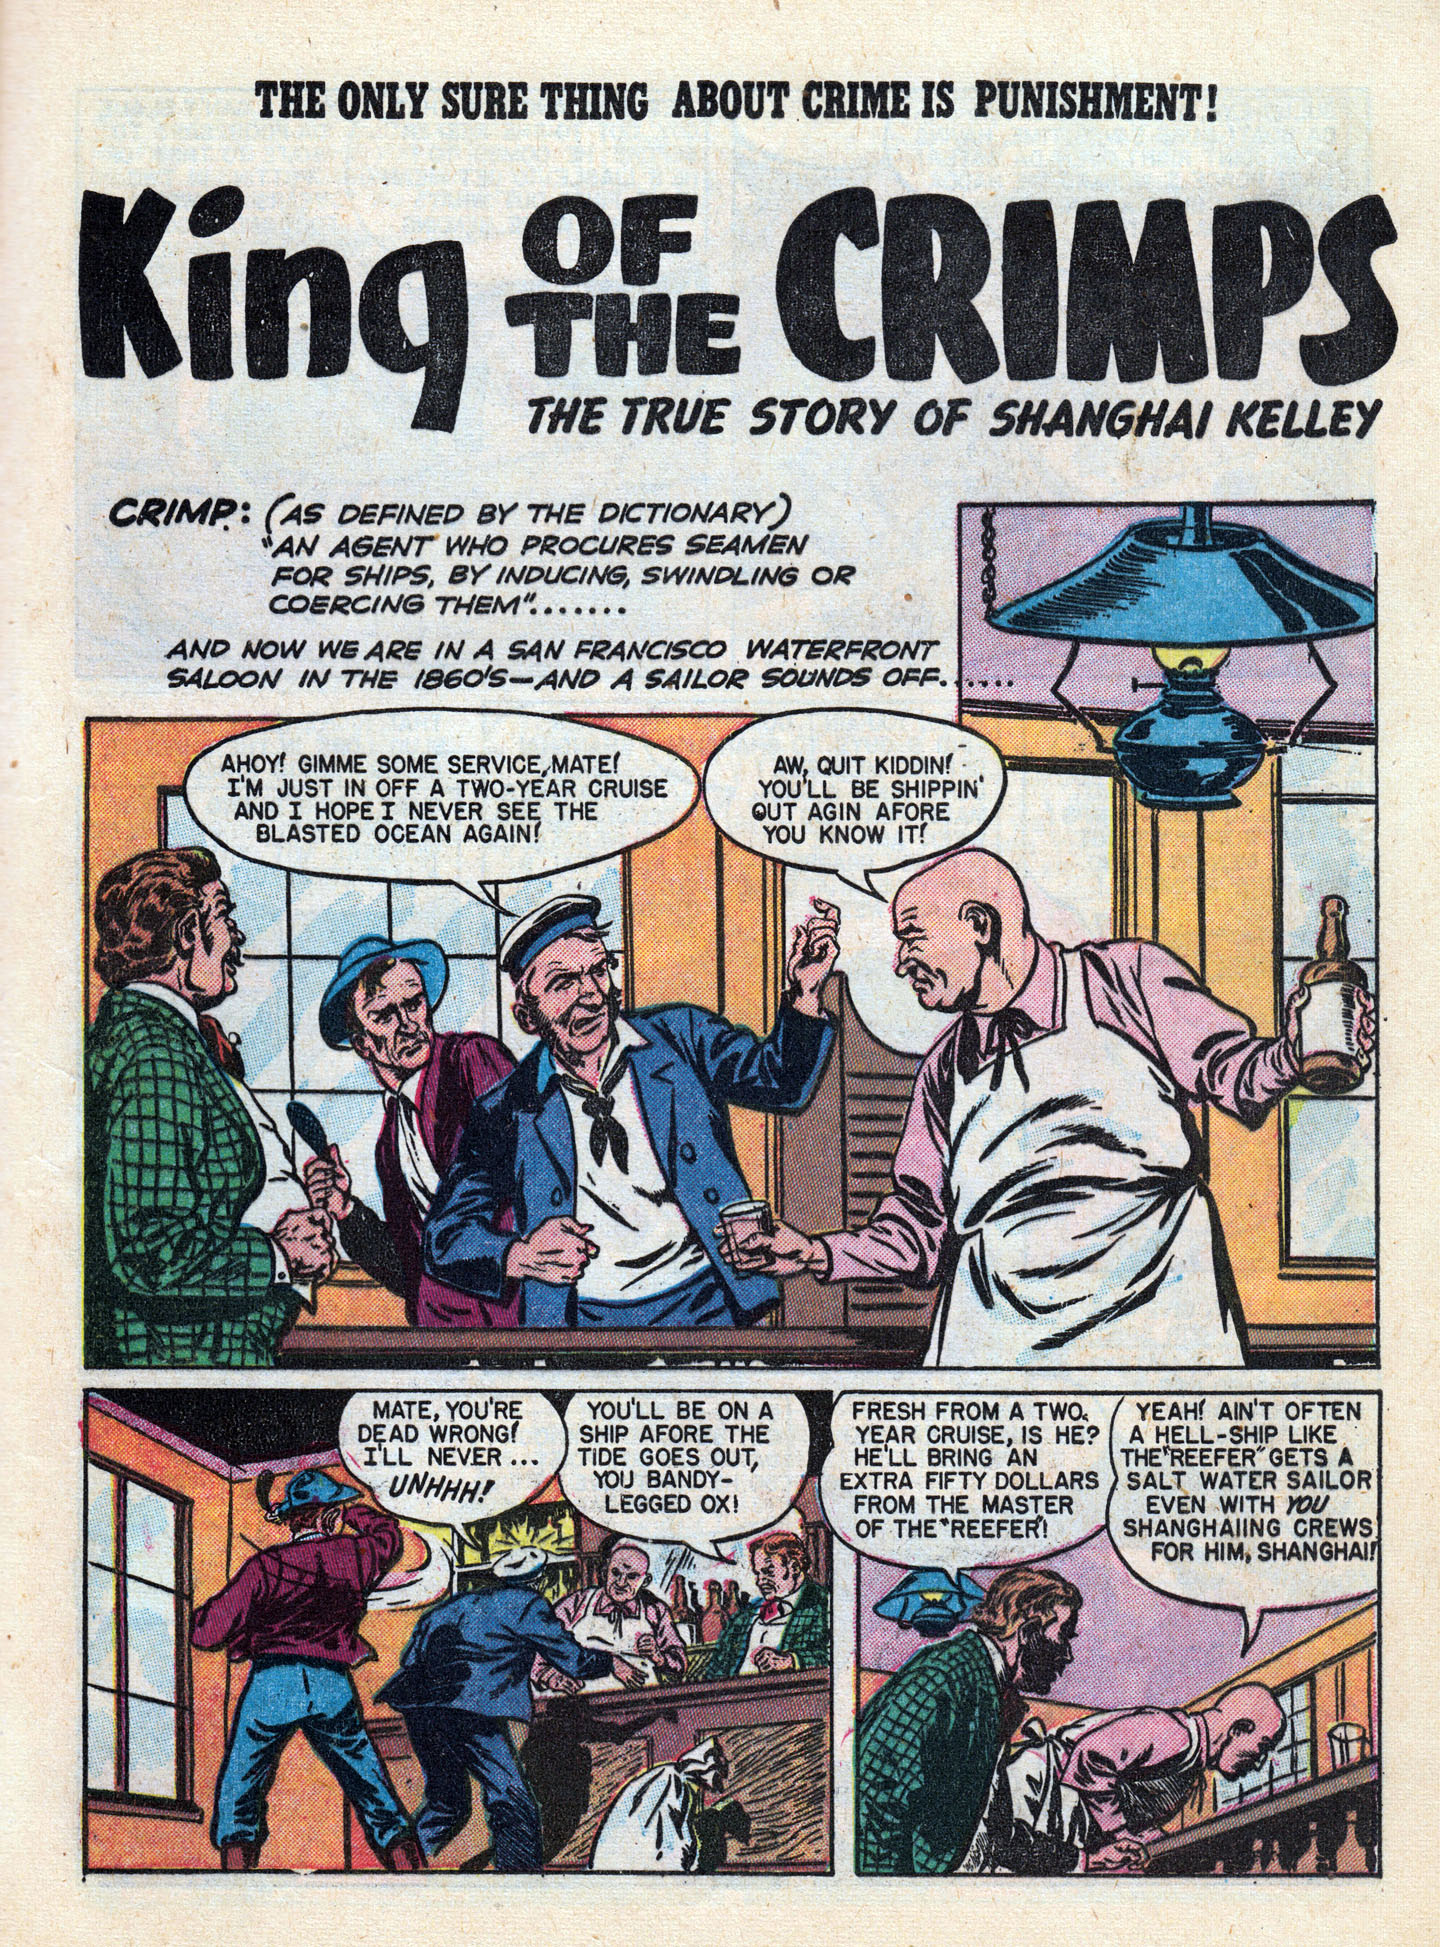 THE ONLY SURE THING ABOUT CRIME IS PUNISHMENT!
King OF THE CRIMPS
THE TRUE STORY OF SHANGHAI KELLEY
CRIMP: (AS DEFINED BY THE DICTIONARY)
"AN AGENT WHO PROCURES SEAMEN
FOR SHIPS, BY INDUCING, SWINDLING OR
COERCING THEM".......
AND NOW WE ARE IN A SAN FRANCISCO WATERFRONT
SALOON IN THE 1860'S—AND A SAILOR SOUNDS OFF......
AHOY! GIMME SOME SERVICE, MATE!
I'M JUST IN OFF A TWO-YEAR CRUISE
AND I HOPE I NEVER SEE THE
BLASTED OCEAN AGAIN!
AW, QUIT KIDDIN!
YOU'LL BE SHIPPIN'
OUT AGIN AFORE
YOU KNOW IT!
MATE, YOU'RE
DEAD WRONG!
I'LL NEVER ...
UNHHH!
YOU'LL BE ON A
SHIP AFORE THE
TIDE GOES OUT,
YOU BANDY-
LEGGED OX!
FRESH FROM A TWO
YEAR CRUISE, IS HE?
HE'LL BRING AN
EXTRA FIFTY DOLLARS
FROM THE MASTER
OF THE "REEFER"!
YEAH! AIN'T OFTEN
A HELL-SHIP LIKE
THE "REEFER" GETS A
SALT WATER SAILOR
EVEN WITH YOU
SHANGHAIING CREWS
FOR HIM, SHANGHAI!